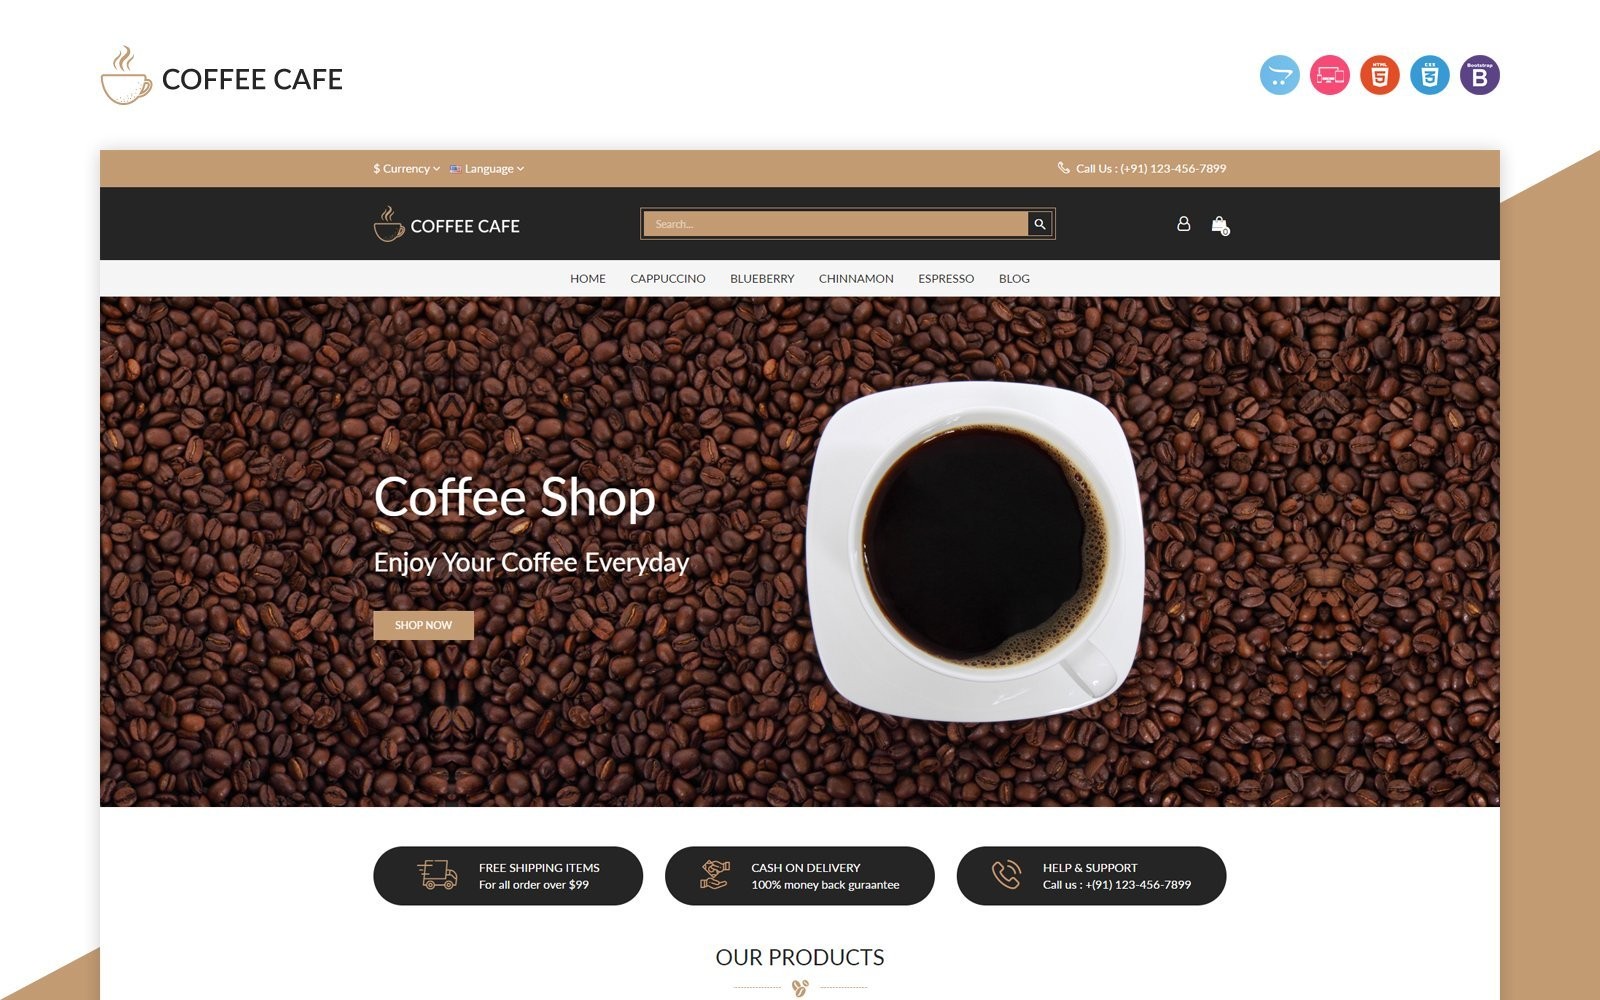 COFFEE CAFE
HTML
5
CSS
3
Bootstrap
B
$ Currency
Language
Call Us : (+91) 123-456-7899
COFFEE CAFE
Search...
0
HOME
CAPPUCCINO
BLUEBERRY
CHINNAMON
ESPRESSO
BLOG
Coffee Shop
Enjoy Your Coffee Everyday
SHOP NOW
FREE SHIPPING ITEMS
For all order over $99
CASH ON DELIVERY
100% money back guraantee
HELP & SUPPORT
Call us : +(91) 123-456-7899
OUR PRODUCTS